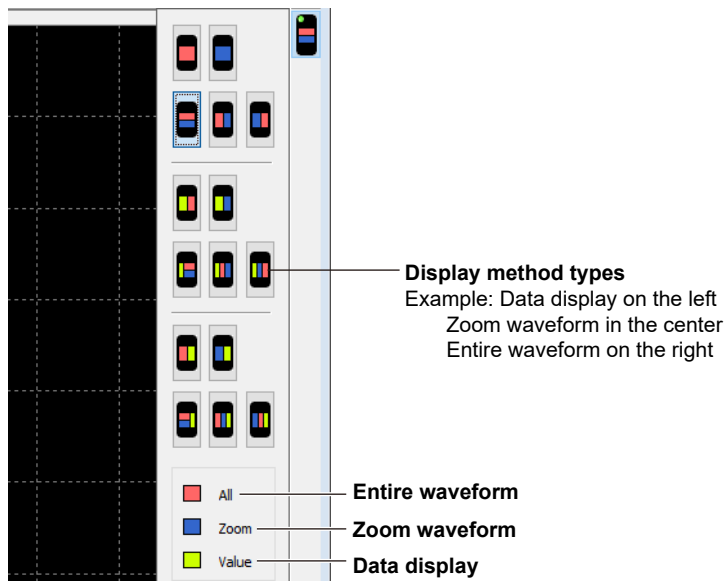 Display method types
Example: Data display on the left
Zoom waveform in the center
Entire waveform on the right
All
Entire waveform
Zoom
Zoom waveform
Value
Data display